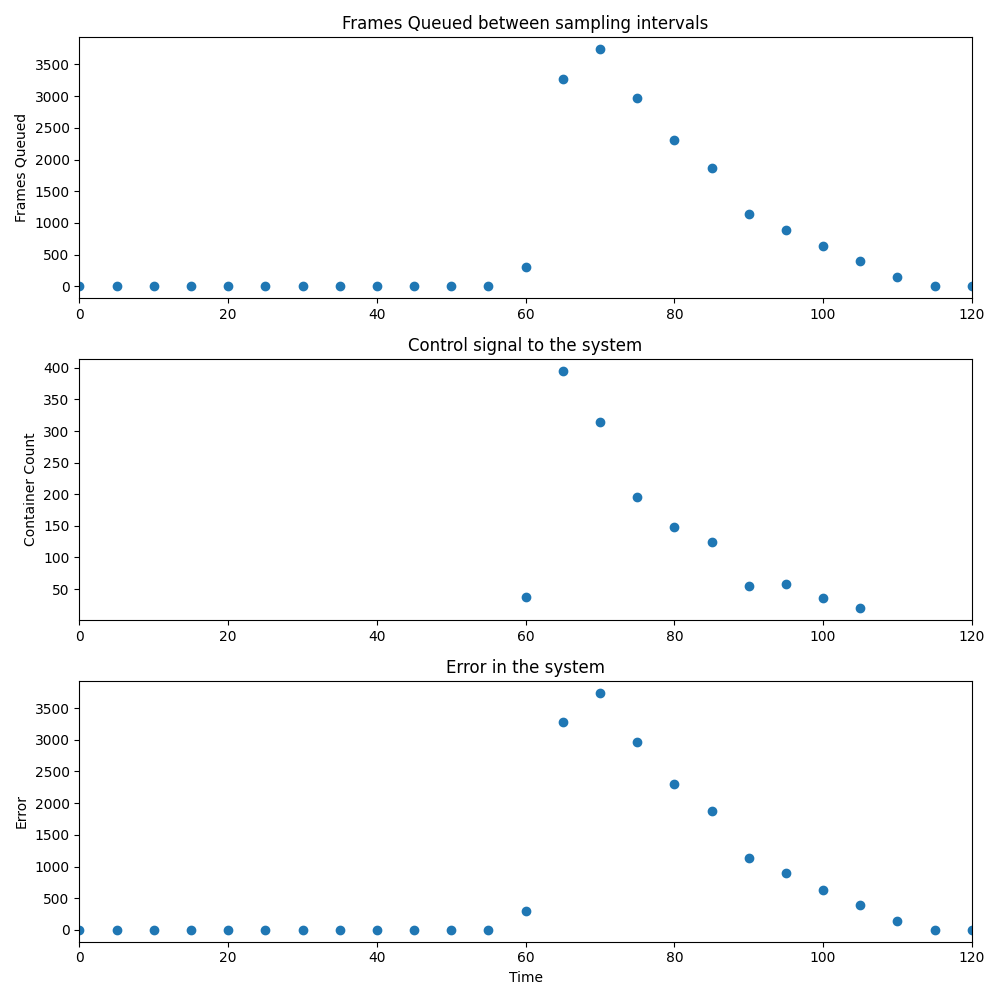 Frames Queued between sampling intervals
Frames Queued
3500
3000
2500
2000
1500
1000
500
0
0 20 40 60 80 100 120
Control signal to the system
Container Count
400
350
300
250
200
150
100
50
0 20 40 60 80 100 120
Error in the system
Error
3500
3000
2500
2000
1500
1000
500
0
0 20 40 60 80 100 120
Time